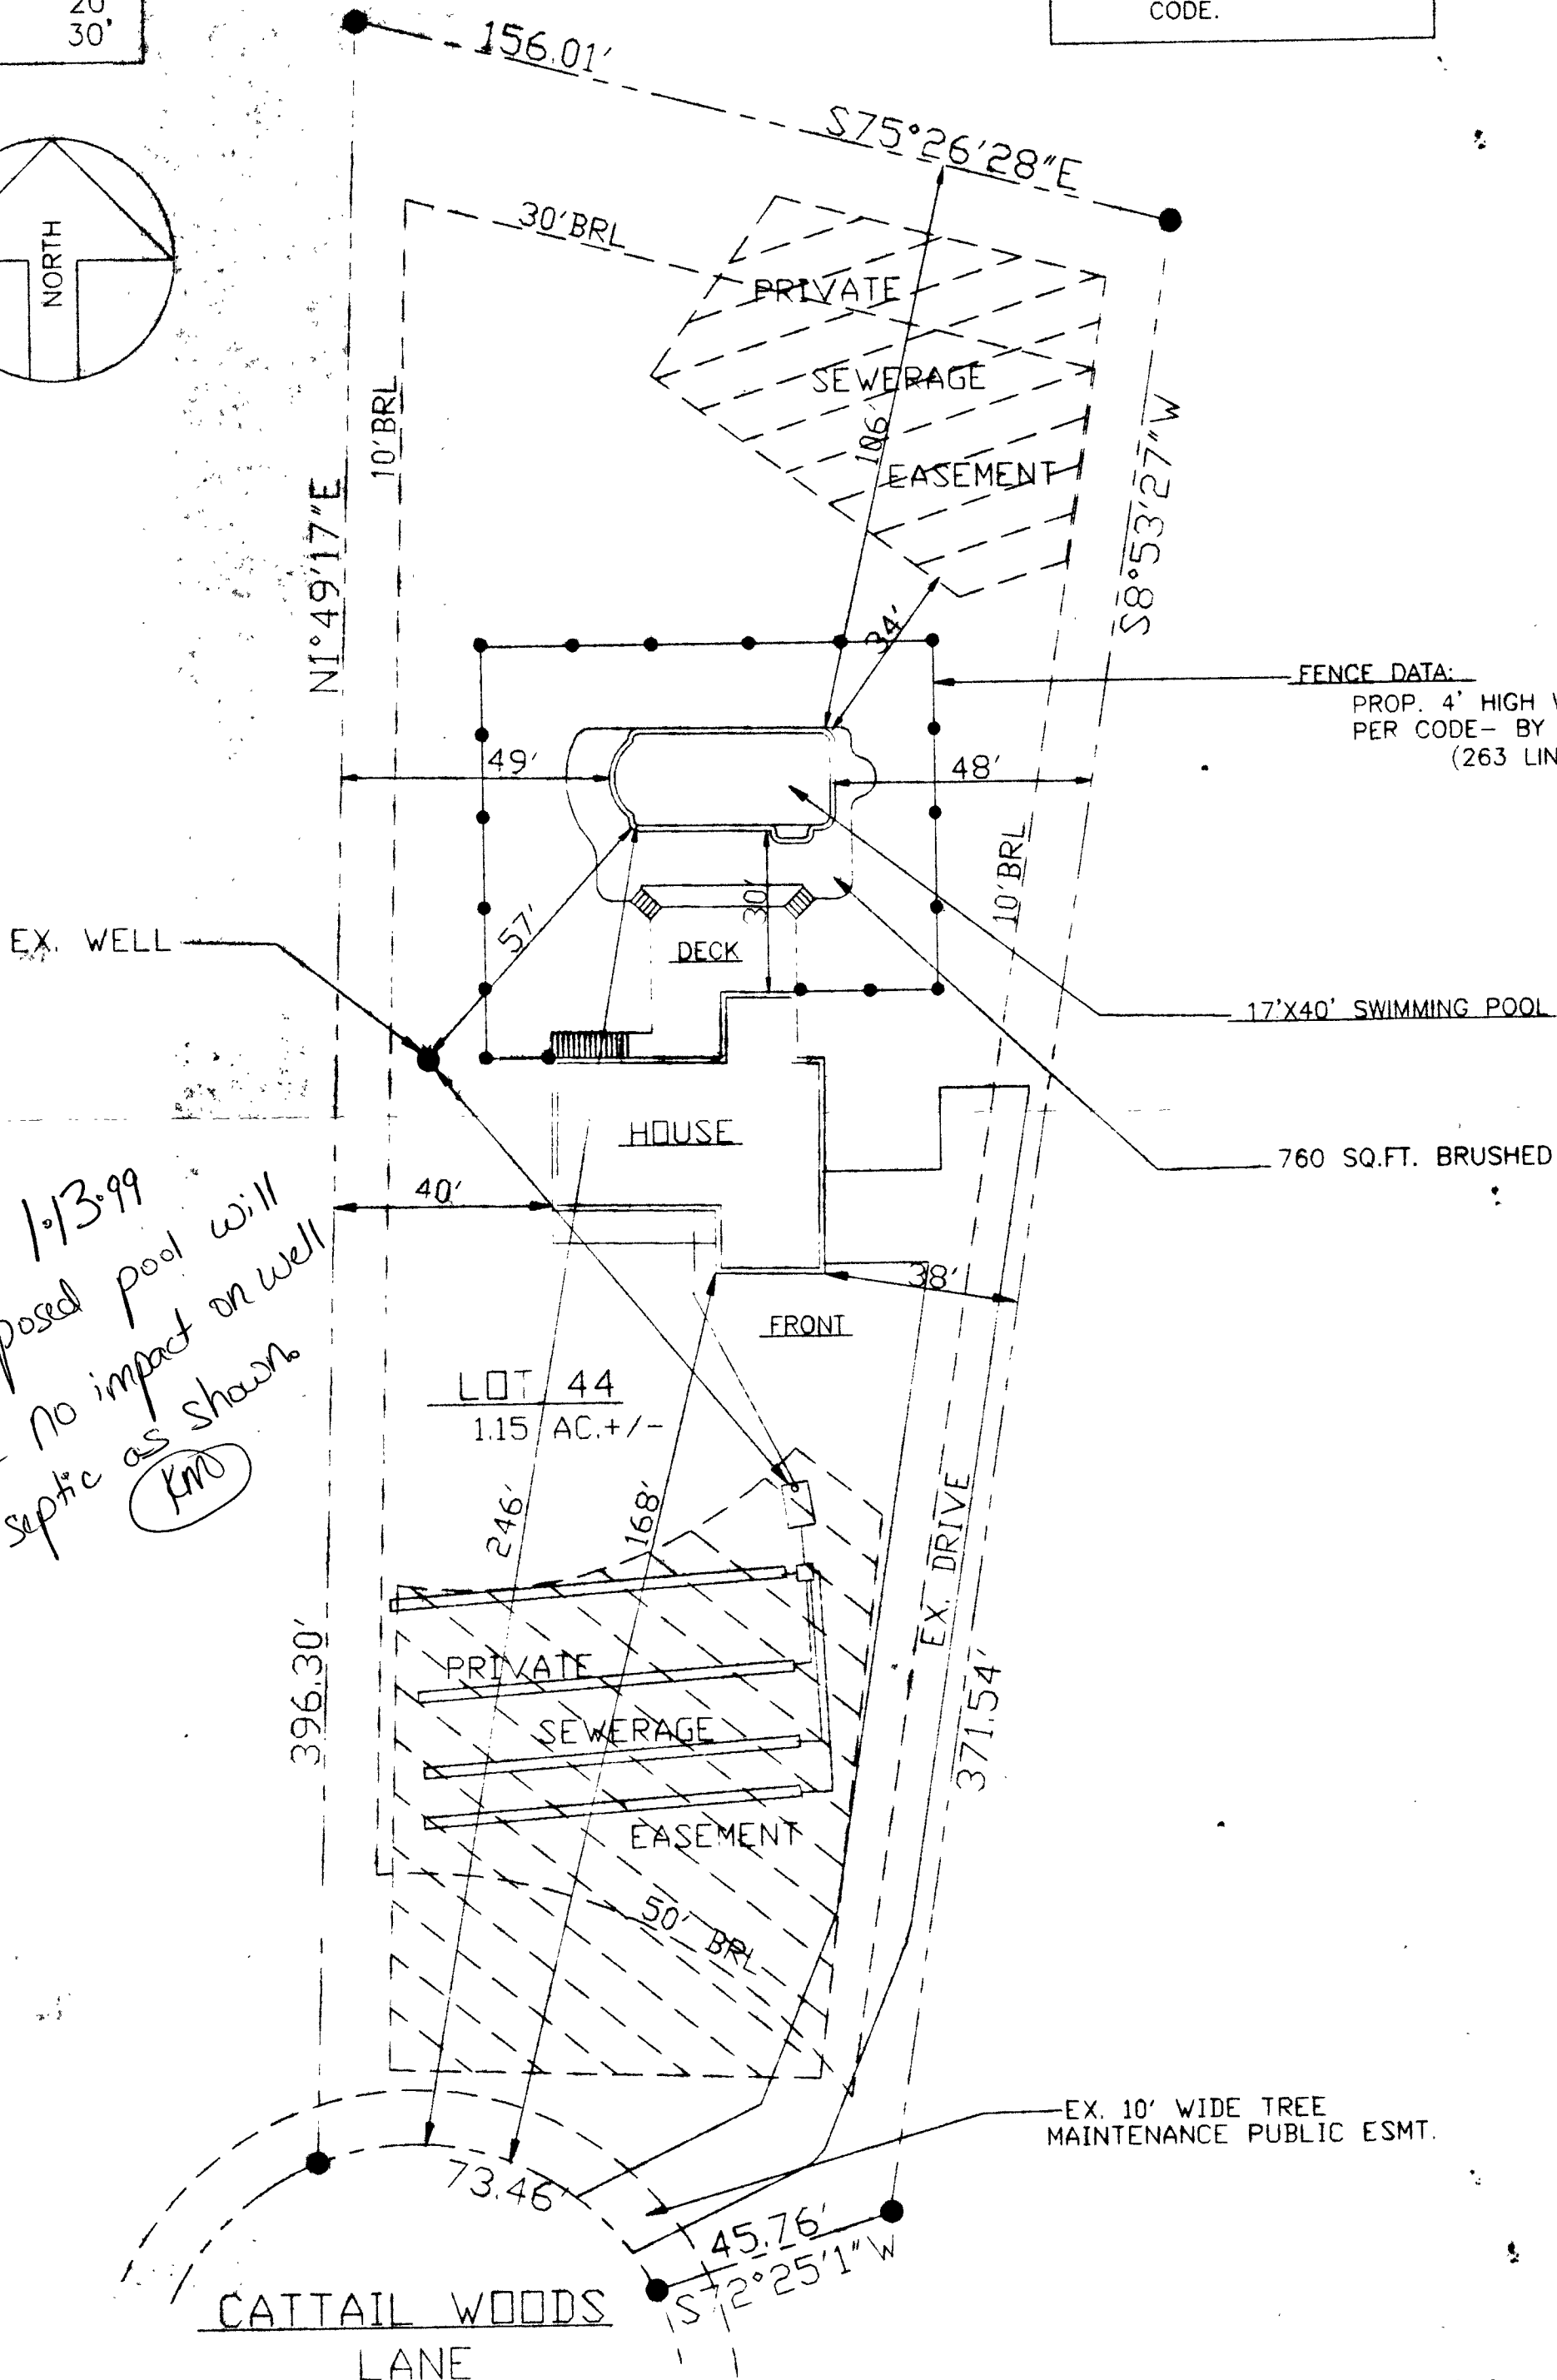 20
30'
CODE.
156.01'
S75°26'28"E
NORTH
30'BRL
PRIVATE
SEWERAGE
EASEMENT
106'
10'BRL
N1°49'17"E
S8°53'27"W
34'
FENCE DATA:
PROP. 4' HIGH
PER CODE- BY
(263 LIN
49'
48'
10'BRL
57'
30'
EX. WELL
DECK
17'X40' SWIMMING POOL
HOUSE
760 SQ.FT. BRUSHED
1·13·99
posed pool will
no impact on well
septic as shown.
KM
40'
38'
FRONT
LOT 44
1.15 AC.+/-
246'
168'
EX. DRIVE
396.30'
371.54'
PRIVATE
SEWERAGE
EASEMENT
50' BRL
EX. 10' WIDE TREE
MAINTENANCE PUBLIC ESMT.
73.46'
45.76'
S72°25'1"W
CATTAIL WOODS
LANE